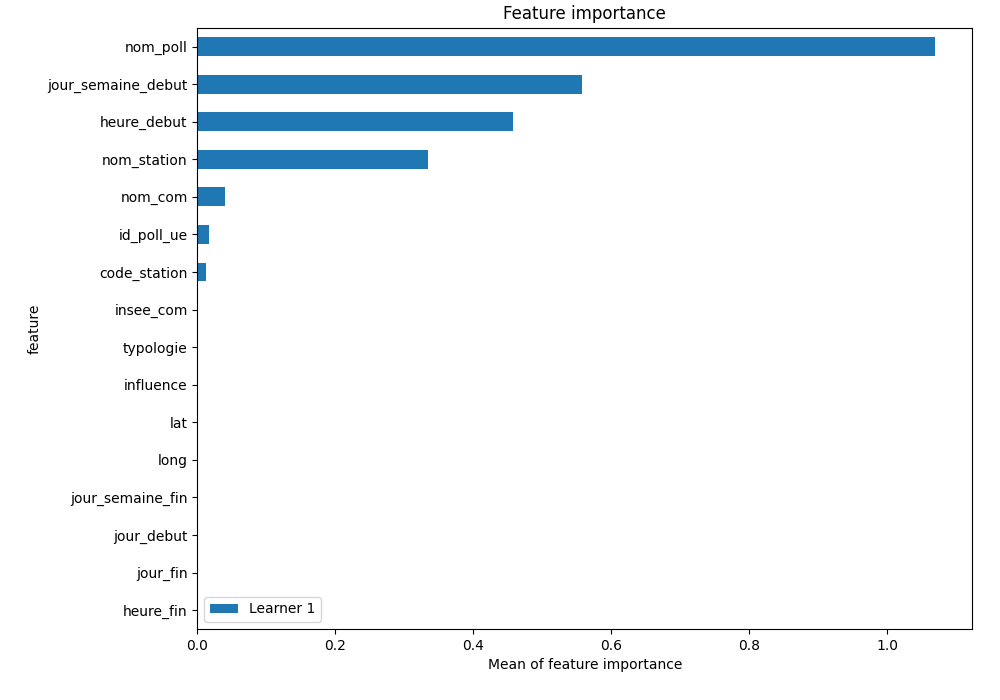 Feature importance
nom_poll
jour_semaine_debut
heure_debut
nom_station
nom_com
id_poll_ue
code_station
insee_com
typologie
influence
lat
long
jour_semaine_fin
jour_debut
jour_fin
heure_fin
feature
Learner 1
0.0 0.2 0.4 0.6 0.8 1.0
Mean of feature importance